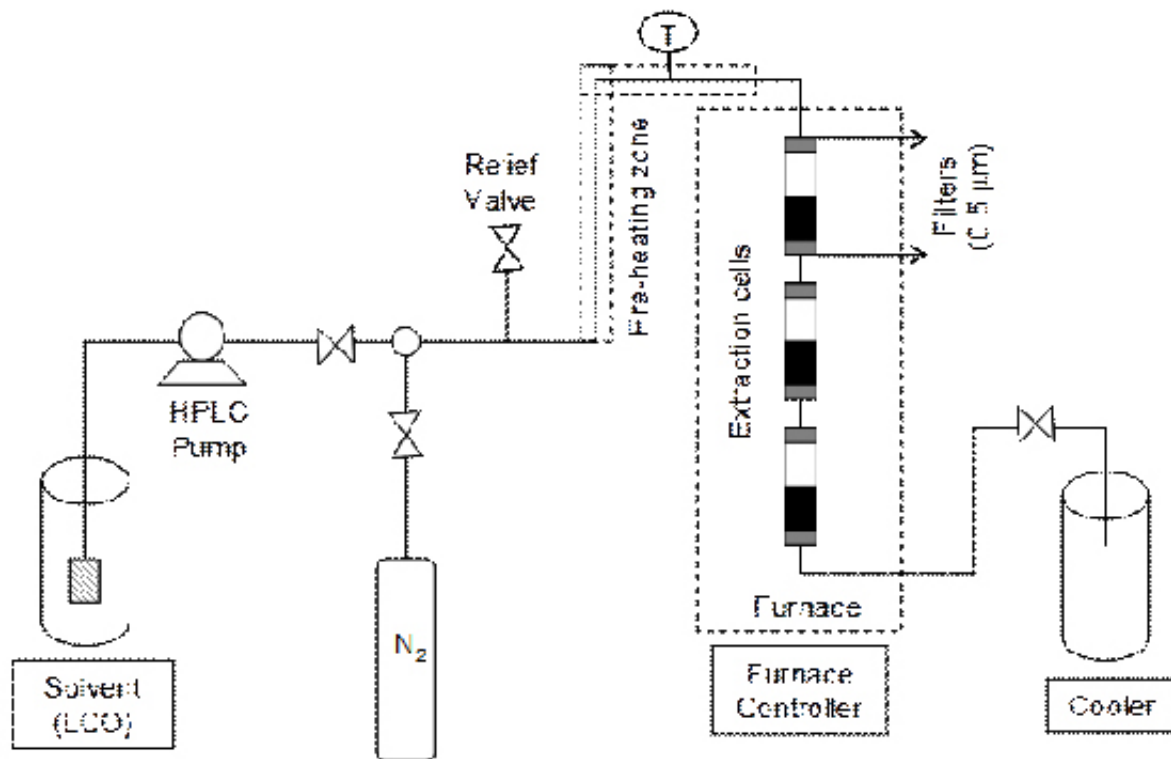 T
Relief
Valve
Pre-heating zone
Filters
(0.5 µm)
Extraction cells
HPLC
Pump
N2
Furnace
Solvent
(LCO)
Furnace
Controller
Cooler